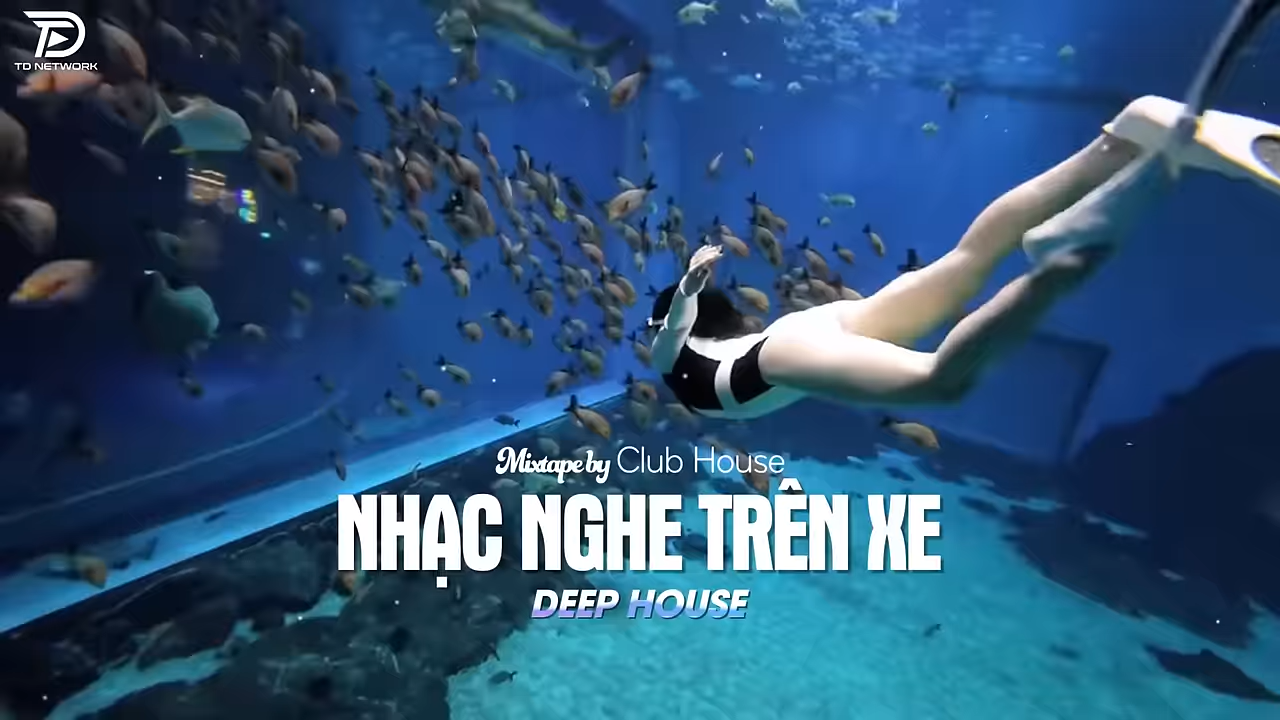 TD NETWORK
Mixtape by Club House
NHẠC NGHE TRÊN XE
DEEP HOUSE